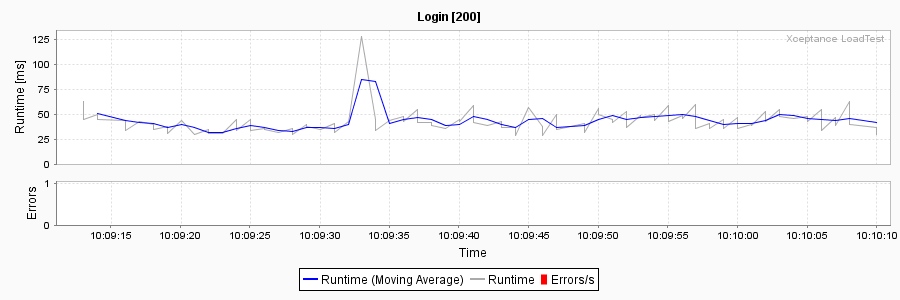 Login [200]
Xceptance LoadTest
Runtime [ms]
125
100
75
50
25
0
Errors
1
0
10:09:15 10:09:20 10:09:25 10:09:30 10:09:35 10:09:40 10:09:45 10:09:50 10:09:55 10:10:00 10:10:05 10:10:10
Time
Runtime (Moving Average) Runtime Errors/s